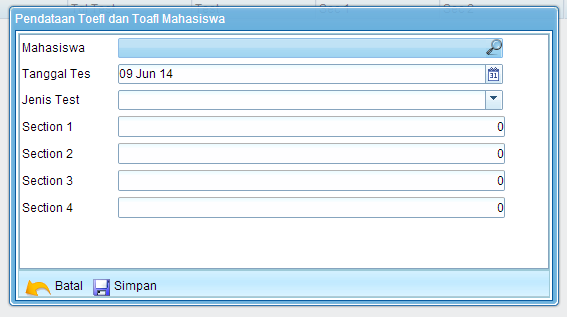 Pendataan Toefl dan Toafl Mahasiswa
Mahasiswa
Tanggal Tes 09 Jun 14 31
Jenis Test
Section 1 0
Section 2 0
Section 3 0
Section 4 0
Batal Simpan